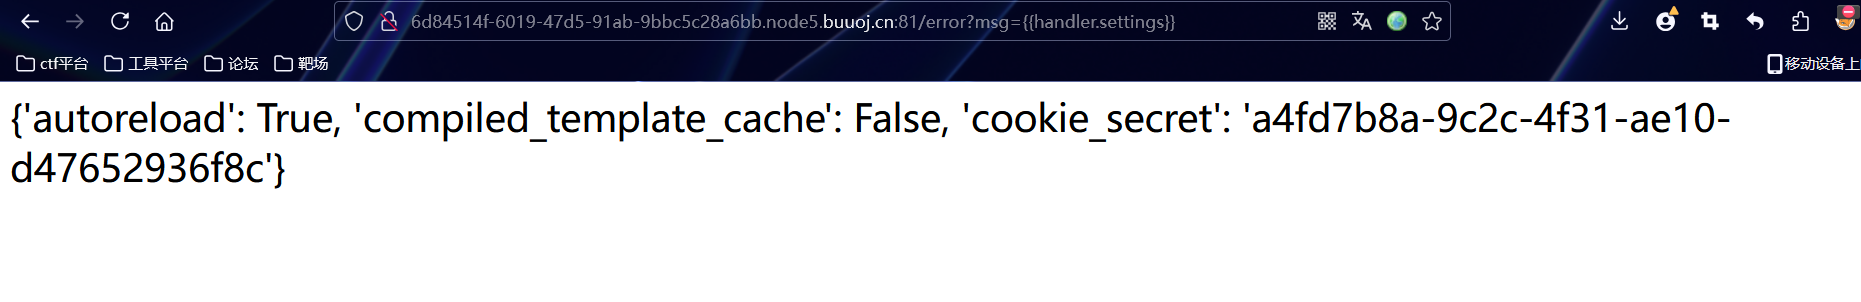 6d84514f-6019-47d5-91ab-9bbc5c28a6bb.node5.buuoj.cn:81/error?msg={{handler.settings}}
ctf平台 工具平台 论坛 靶场 移动设备上
{'autoreload': True, 'compiled_template_cache': False, 'cookie_secret': 'a4fd7b8a-9c2c-4f31-ae10-
d47652936f8c'}